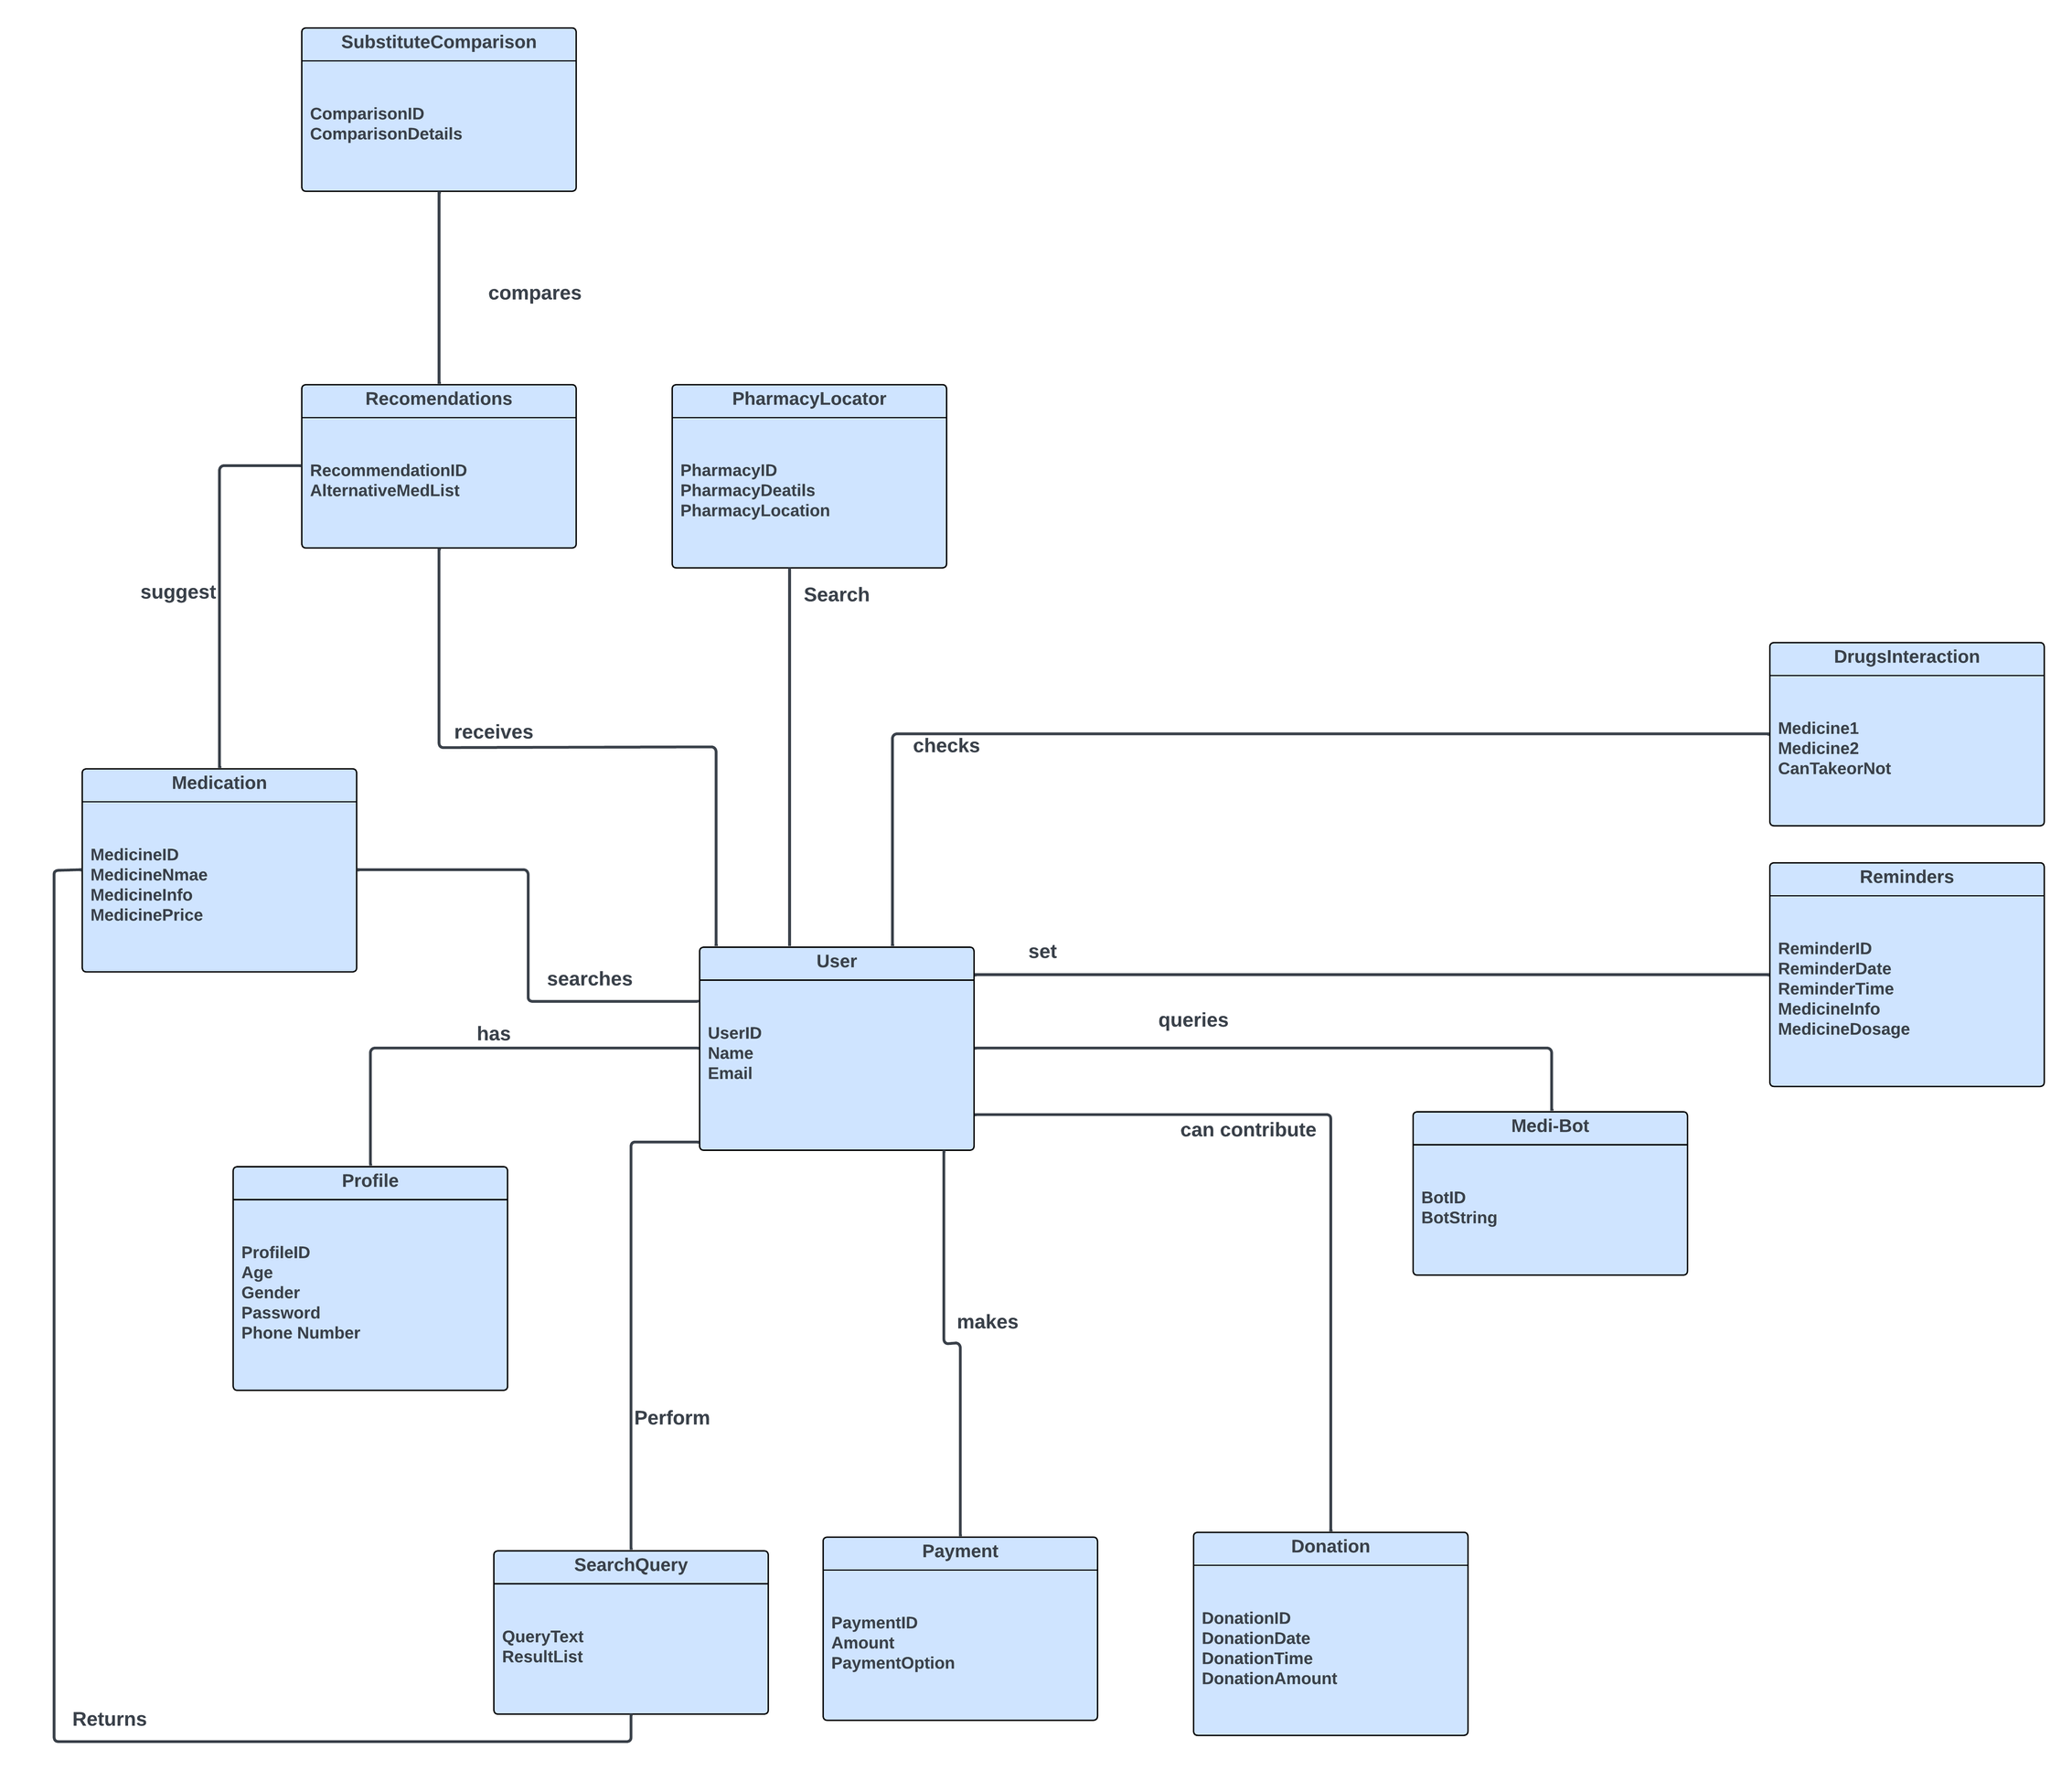 SubstituteComparison
ComparisonID
ComparisonDetails
compares
Recomendations
RecommendationID
AlternativeMedList
PharmacyLocator
PharmacyID
PharmacyDeatils
PharmacyLocation
suggest
Search
receives
checks
DrugsInteraction
Medicine1
Medicine2
CanTakeorNot
Medication
MedicineID
MedicineNmae
MedicineInfo
MedicinePrice
Reminders
ReminderID
ReminderDate
ReminderTime
MedicineInfo
MedicineDosage
searches
set
User
UserID
Name
Email
has
queries
can contribute
Medi-Bot
BotID
BotString
Profile
ProfileID
Age
Gender
Password
Phone Number
makes
Perform
SearchQuery
QueryText
ResultList
Payment
PaymentID
Amount
PaymentOption
Donation
DonationID
DonationDate
DonationTime
DonationAmount
Returns